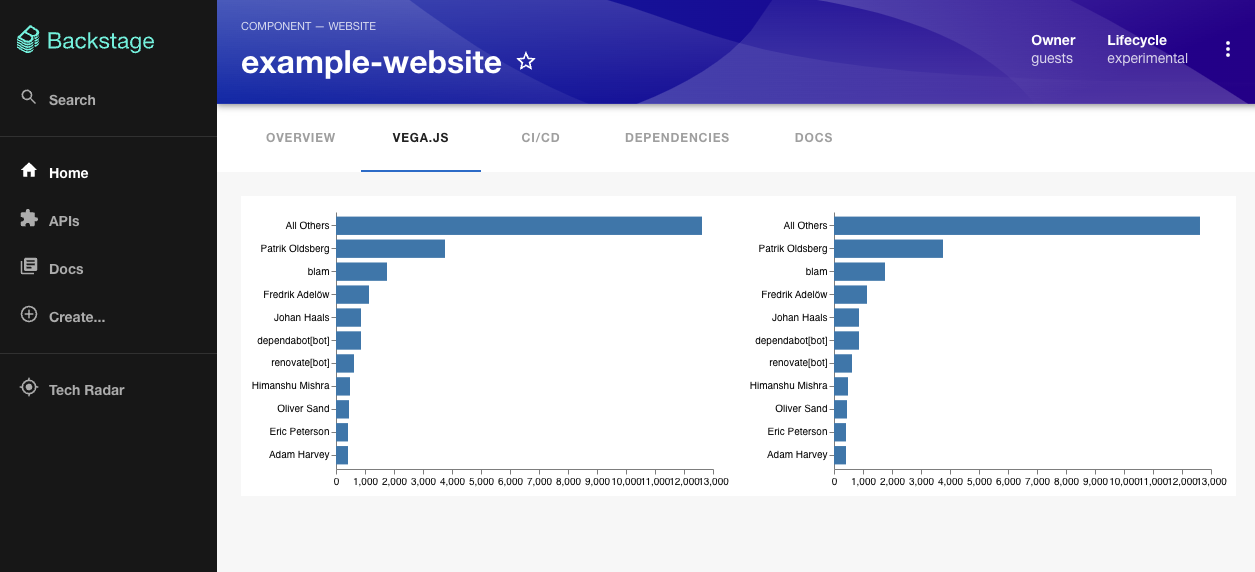 Backstage
Search
Home
APIs
Docs
Create...
Tech Radar
COMPONENT — WEBSITE
example-website
Owner
guests
Lifecycle
experimental
OVERVIEW VEGA.JS CI/CD DEPENDENCIES DOCS
All Others
Patrik Oldsberg
blam
Fredrik Adelöw
Johan Haals
dependabot[bot]
renovate[bot]
Himanshu Mishra
Oliver Sand
Eric Peterson
Adam Harvey
0 1,000 2,000 3,000 4,000 5,000 6,000 7,000 8,000 9,000 10,000 11,000 12,000 13,000
All Others
Patrik Oldsberg
blam
Fredrik Adelöw
Johan Haals
dependabot[bot]
renovate[bot]
Himanshu Mishra
Oliver Sand
Eric Peterson
Adam Harvey
0 1,000 2,000 3,000 4,000 5,000 6,000 7,000 8,000 9,000 10,000 11,000 12,000 13,000